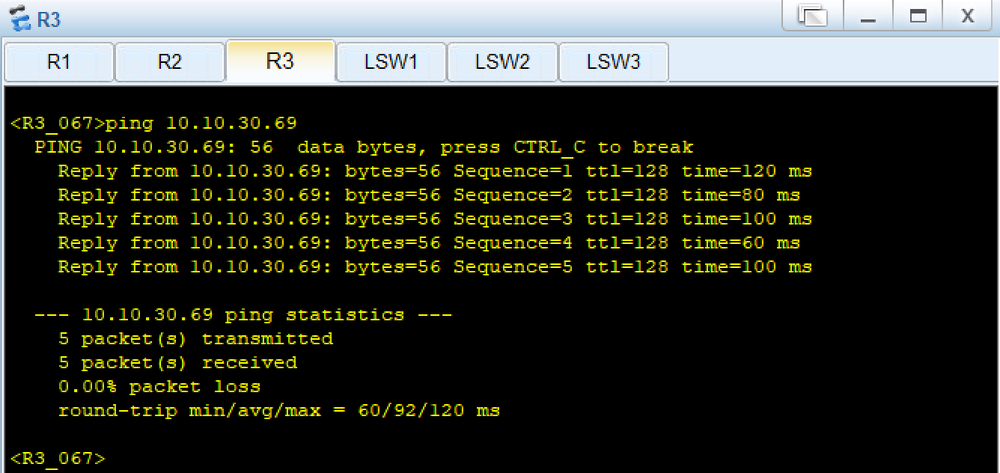 R3
R1 R2 R3 LSW1 LSW2 LSW3
<R3_067>ping 10.10.30.69
PING 10.10.30.69: 56  data bytes, press CTRL_C to break
Reply from 10.10.30.69: bytes=56 Sequence=1 ttl=128 time=120 ms
Reply from 10.10.30.69: bytes=56 Sequence=2 ttl=128 time=80 ms
Reply from 10.10.30.69: bytes=56 Sequence=3 ttl=128 time=100 ms
Reply from 10.10.30.69: bytes=56 Sequence=4 ttl=128 time=60 ms
Reply from 10.10.30.69: bytes=56 Sequence=5 ttl=128 time=100 ms
--- 10.10.30.69 ping statistics ---
5 packet(s) transmitted
5 packet(s) received
0.00% packet loss
round-trip min/avg/max = 60/92/120 ms
<R3_067>